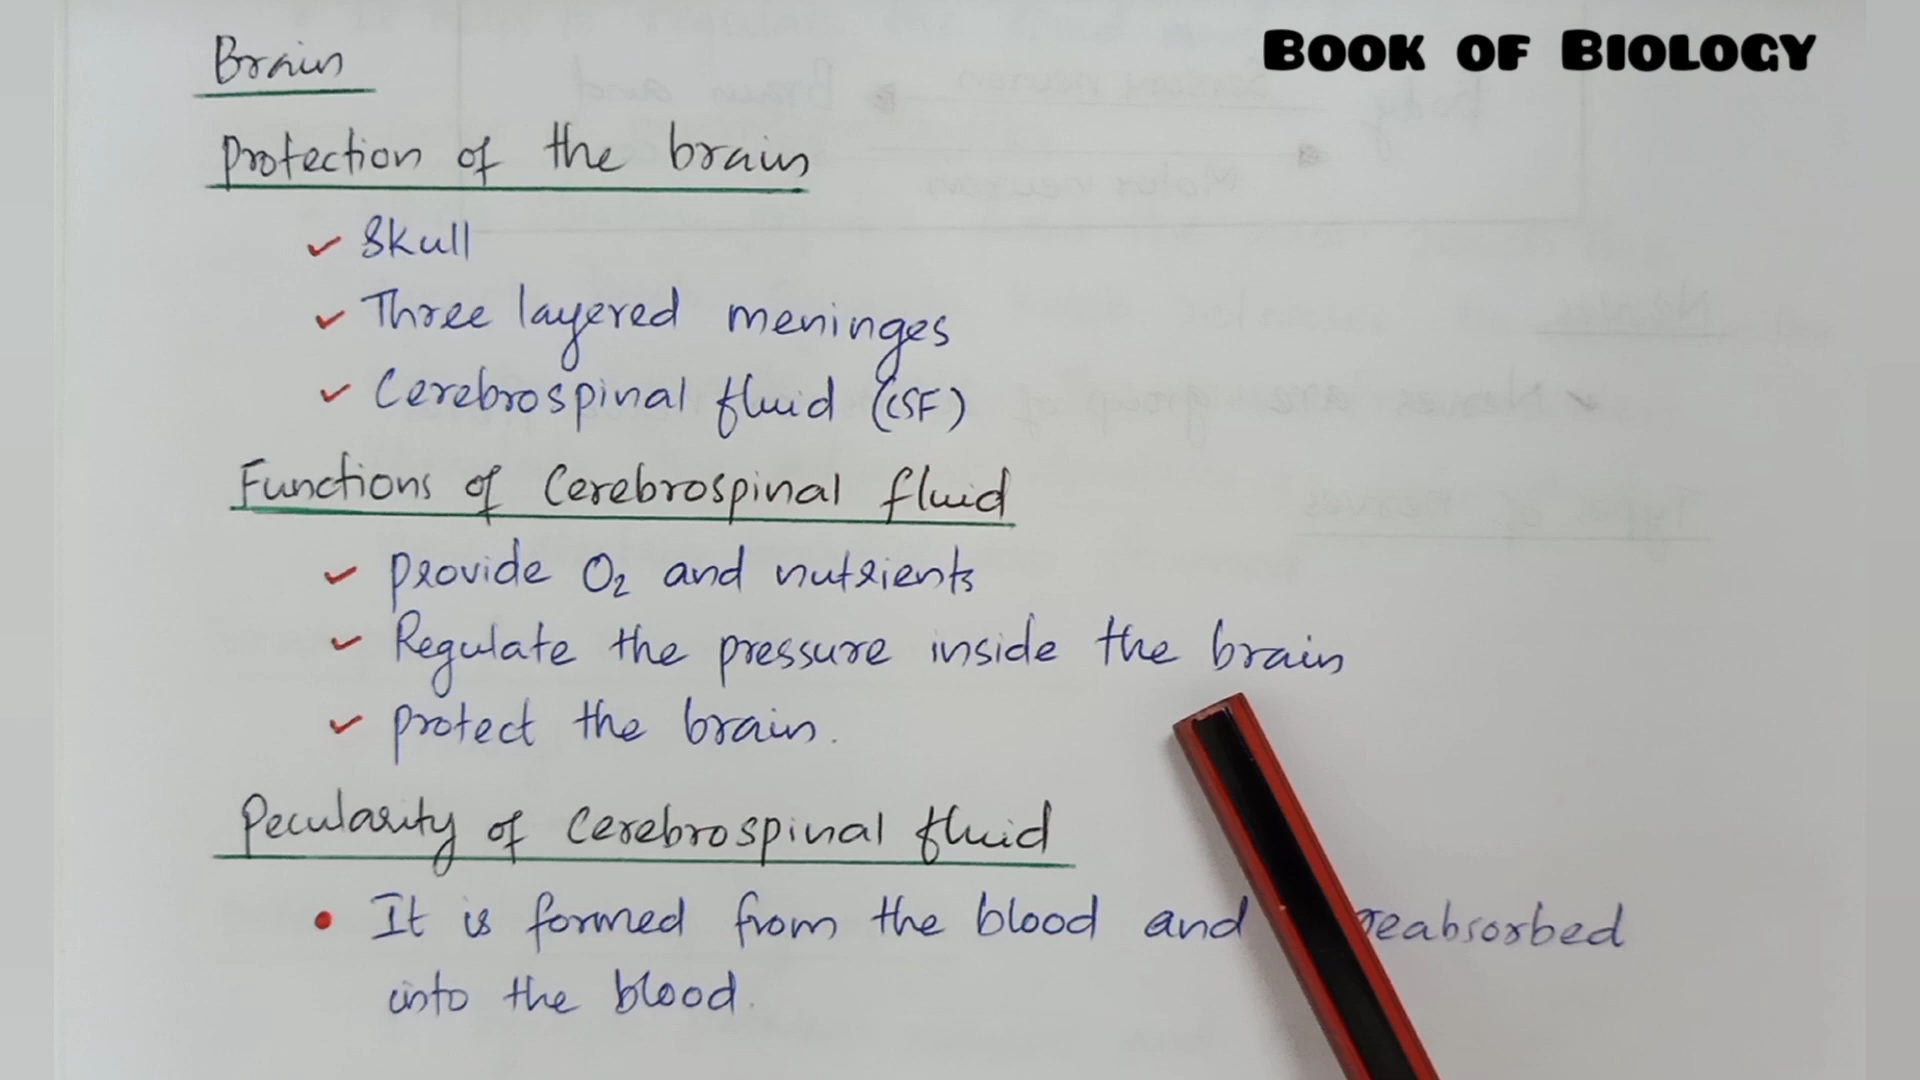 BOOK OF BIOLOGY
Brain
Protection of the brain
Skull
Three layered meninges
Cerebrospinal fluid (CSF)
Functions of Cerebrospinal fluid
Provide O₂ and nutrients
Regulate the pressure inside the brain
Protect the brain.
Pecularity of Cerebrospinal fluid
It is formed from the blood and reabsorbed
into the blood.